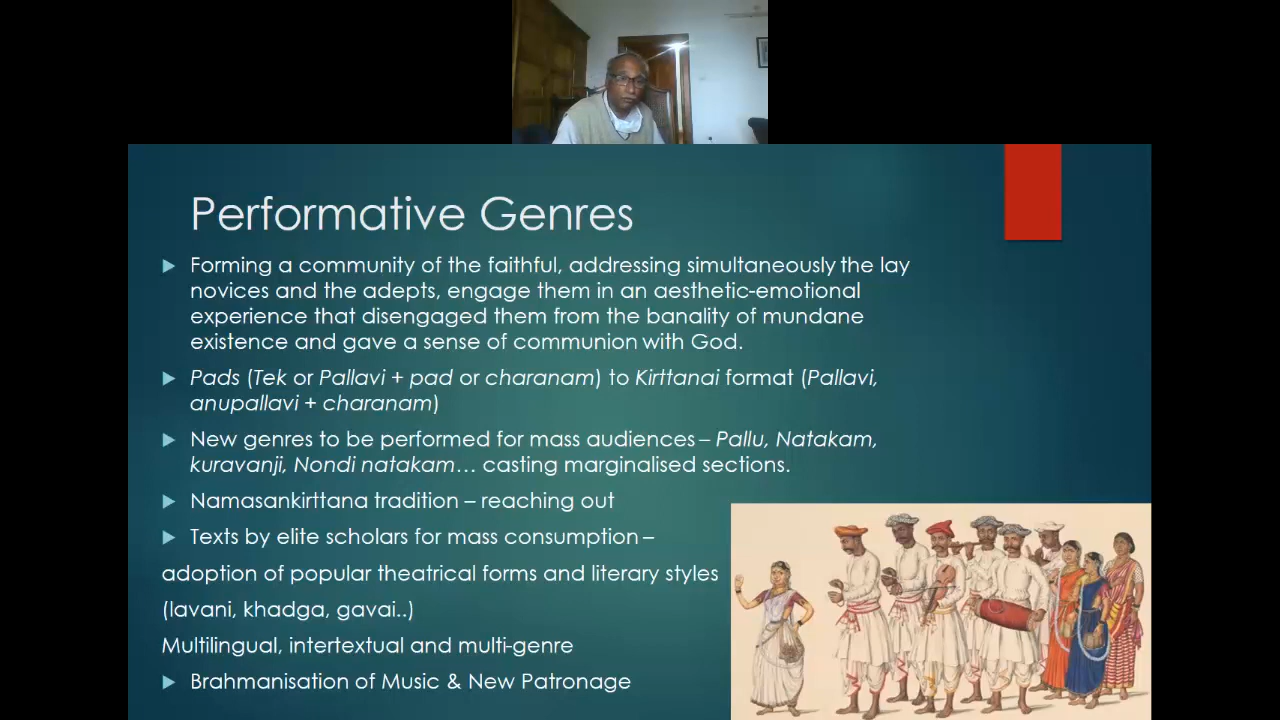 Performative Genres
Forming a community of the faithful, addressing simultaneously the lay
novices and the adepts, engage them in an aesthetic-emotional
experience that disengaged them from the banality of mundane
existence and gave a sense of communion with God.
Pads (Tek or Pallavi + pad or charanam) to Kirttanai format (Pallavi,
anupallavi + charanam)
New genres to be performed for mass audiences – Pallu, Natakam,
kuravanji, Nondi natakam... casting marginalised sections.
Namasankirttana tradition – reaching out
Texts by elite scholars for mass consumption –
adoption of popular theatrical forms and literary styles
(lavani, khadga, gavai..)
Multilingual, intertextual and multi-genre
Brahmanisation of Music & New Patronage